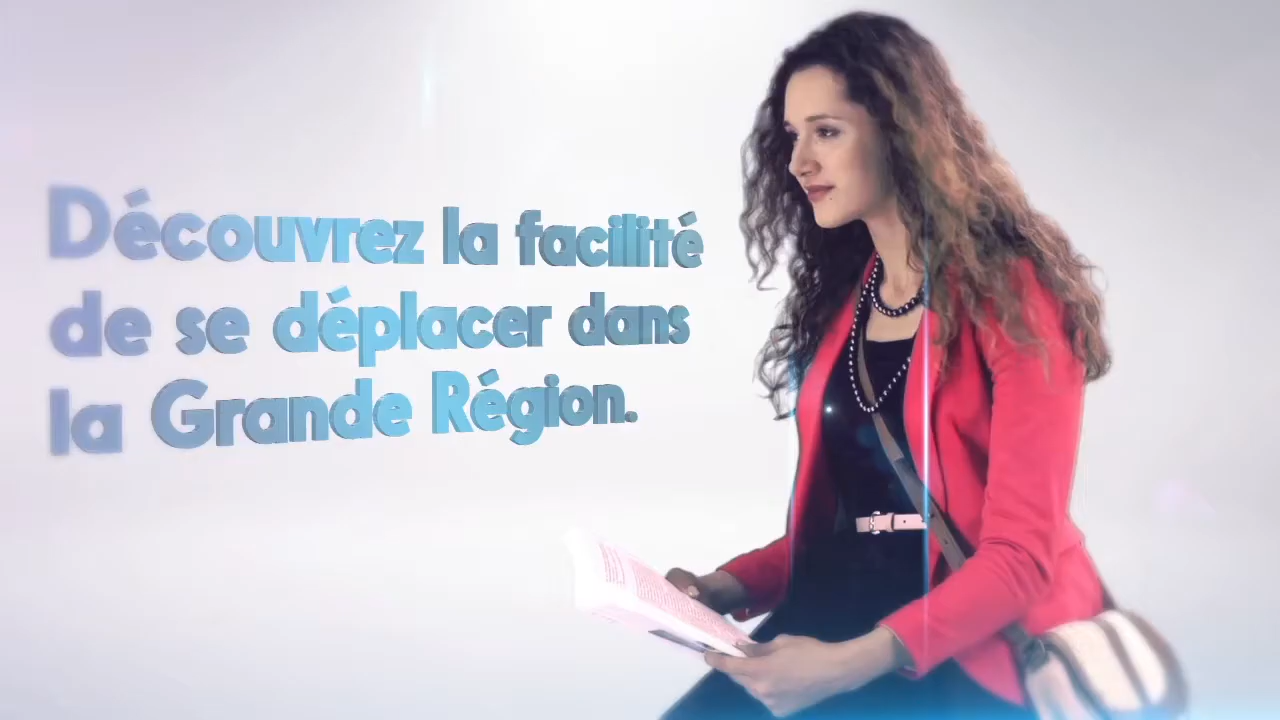 Découvrez la facilité
de se déplacer dans
la Grande Région.